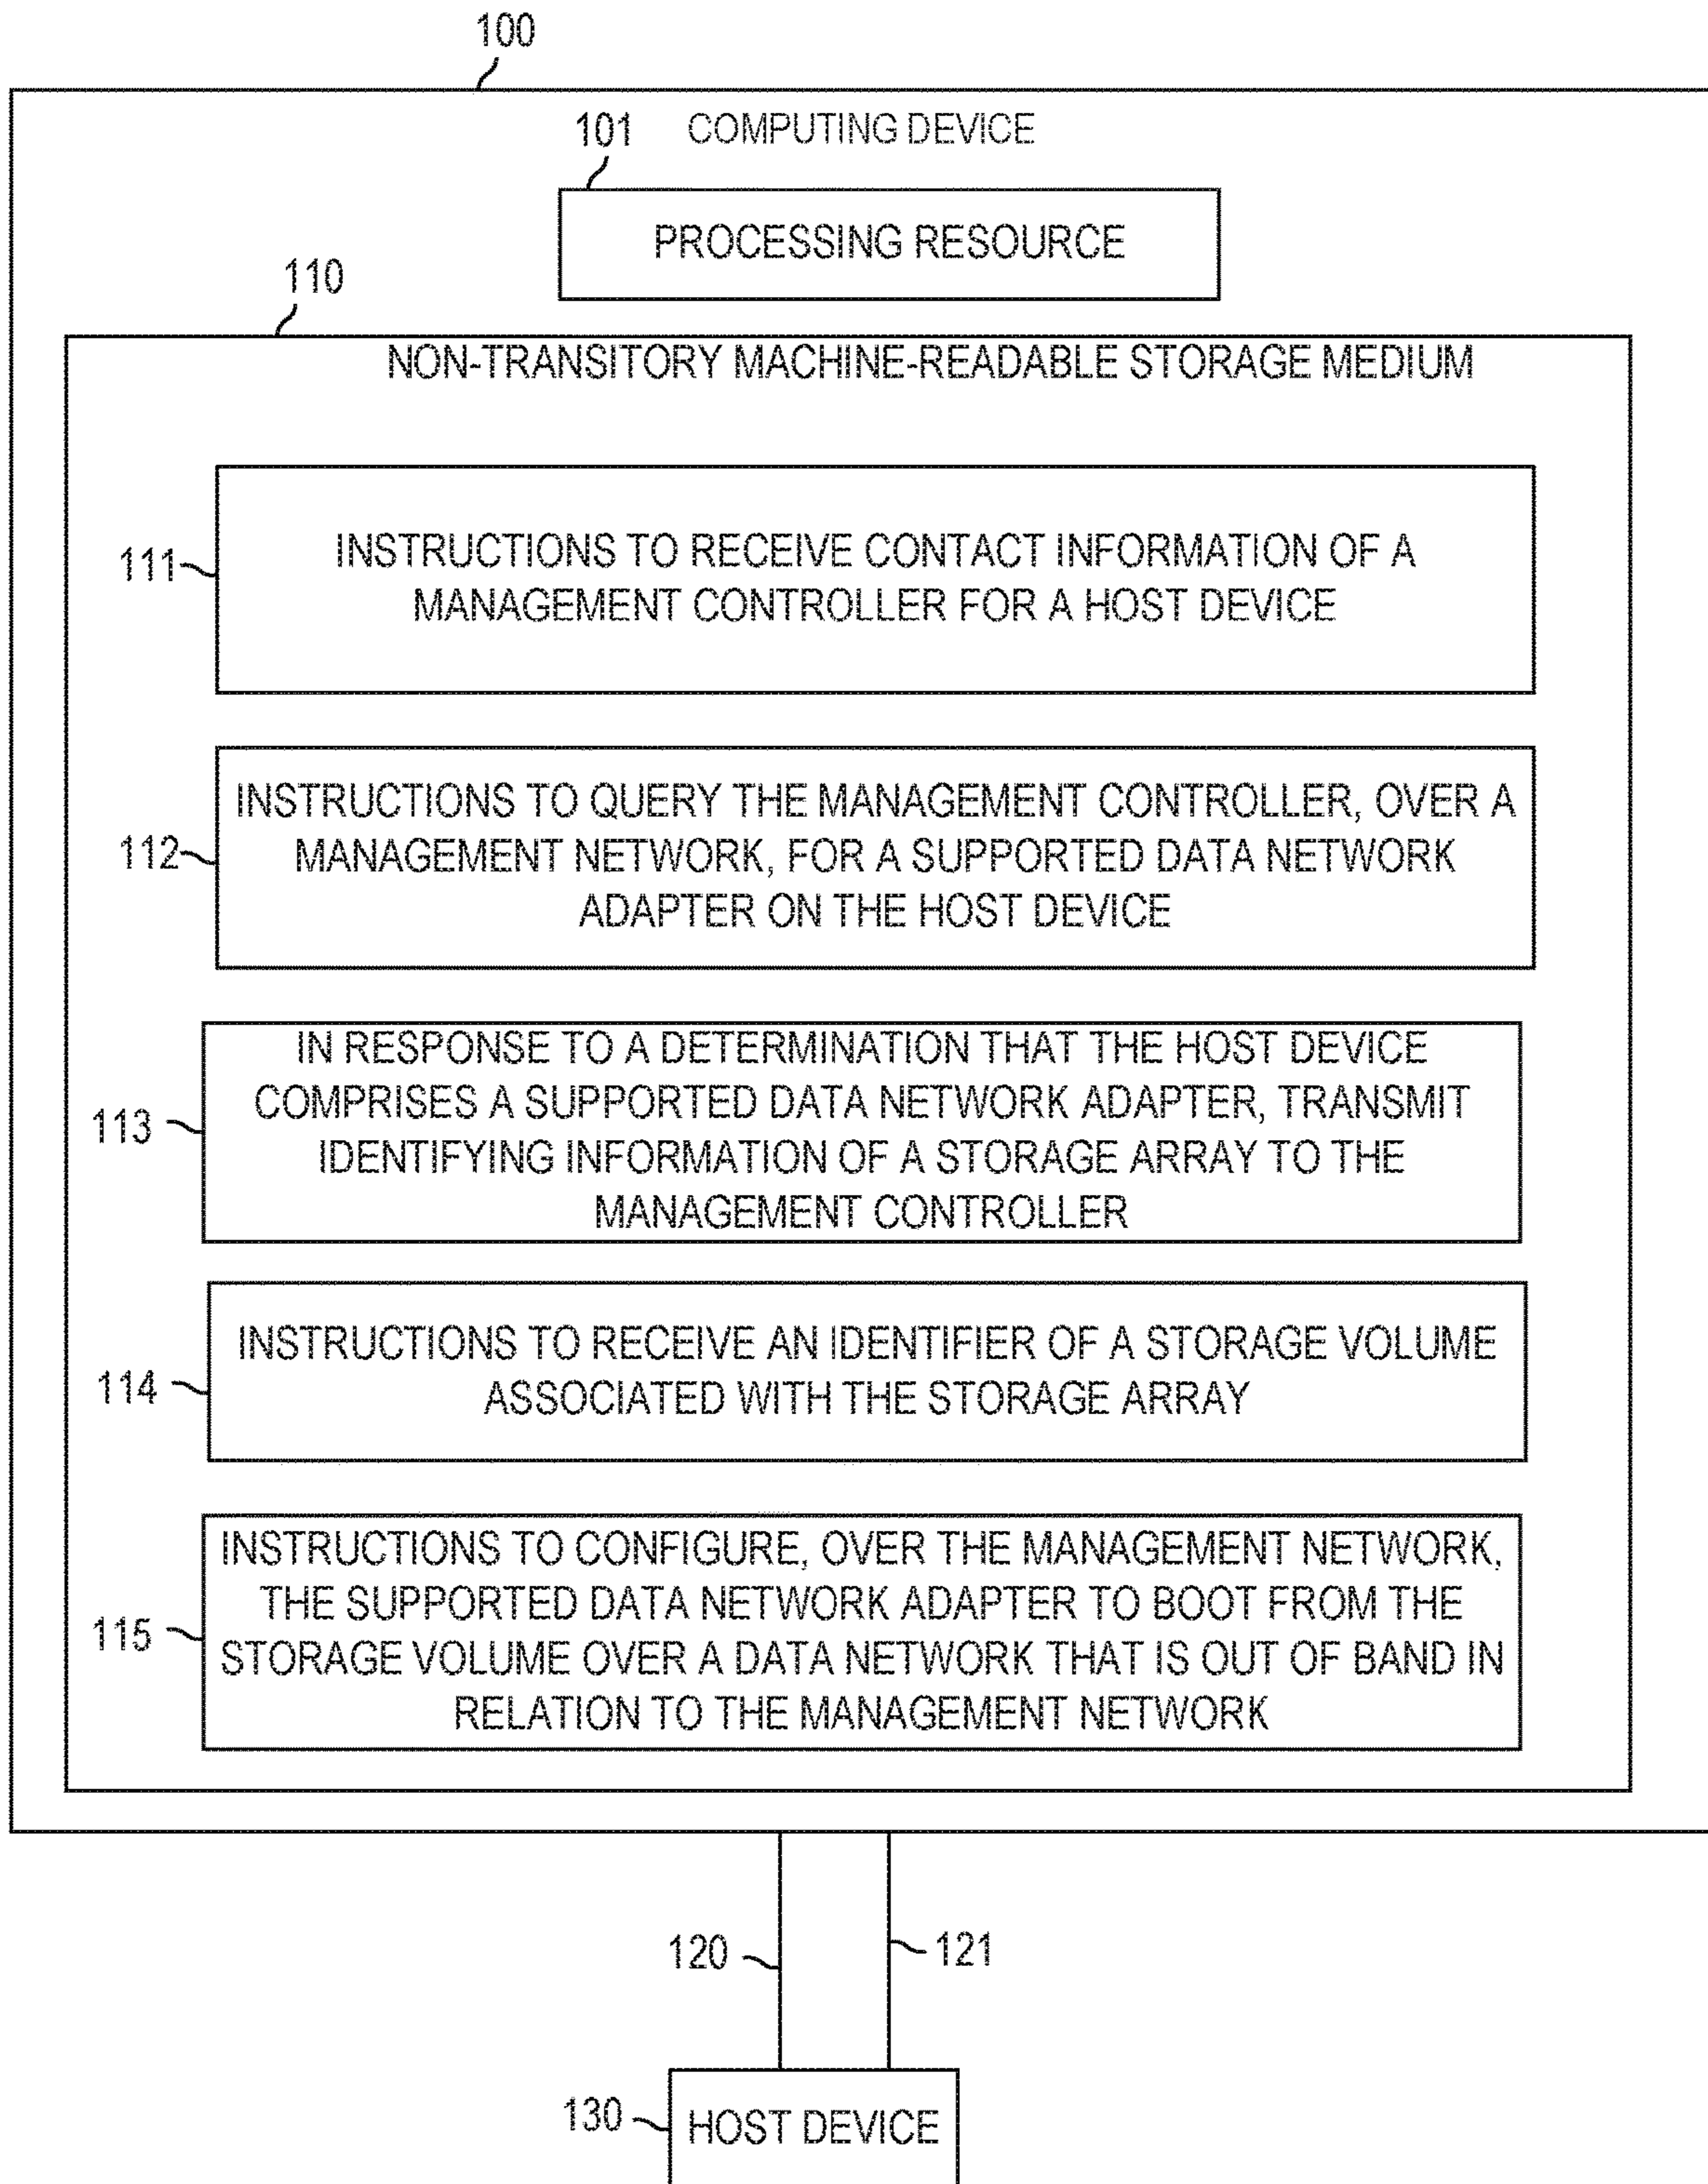 100
101 COMPUTING DEVICE
PROCESSING RESOURCE
110
NON-TRANSITORY MACHINE-READABLE STORAGE MEDIUM
111
INSTRUCTIONS TO RECEIVE CONTACT INFORMATION OF A
MANAGEMENT CONTROLLER FOR A HOST DEVICE
112
INSTRUCTIONS TO QUERY THE MANAGEMENT CONTROLLER, OVER A
MANAGEMENT NETWORK, FOR A SUPPORTED DATA NETWORK
ADAPTER ON THE HOST DEVICE
113
IN RESPONSE TO A DETERMINATION THAT THE HOST DEVICE
COMPRISES A SUPPORTED DATA NETWORK ADAPTER, TRANSMIT
IDENTIFYING INFORMATION OF A STORAGE ARRAY TO THE
MANAGEMENT CONTROLLER
114
INSTRUCTIONS TO RECEIVE AN IDENTIFIER OF A STORAGE VOLUME
ASSOCIATED WITH THE STORAGE ARRAY
115
INSTRUCTIONS TO CONFIGURE, OVER THE MANAGEMENT NETWORK,
THE SUPPORTED DATA NETWORK ADAPTER TO BOOT FROM THE
STORAGE VOLUME OVER A DATA NETWORK THAT IS OUT OF BAND IN
RELATION TO THE MANAGEMENT NETWORK
120
121
130
HOST DEVICE